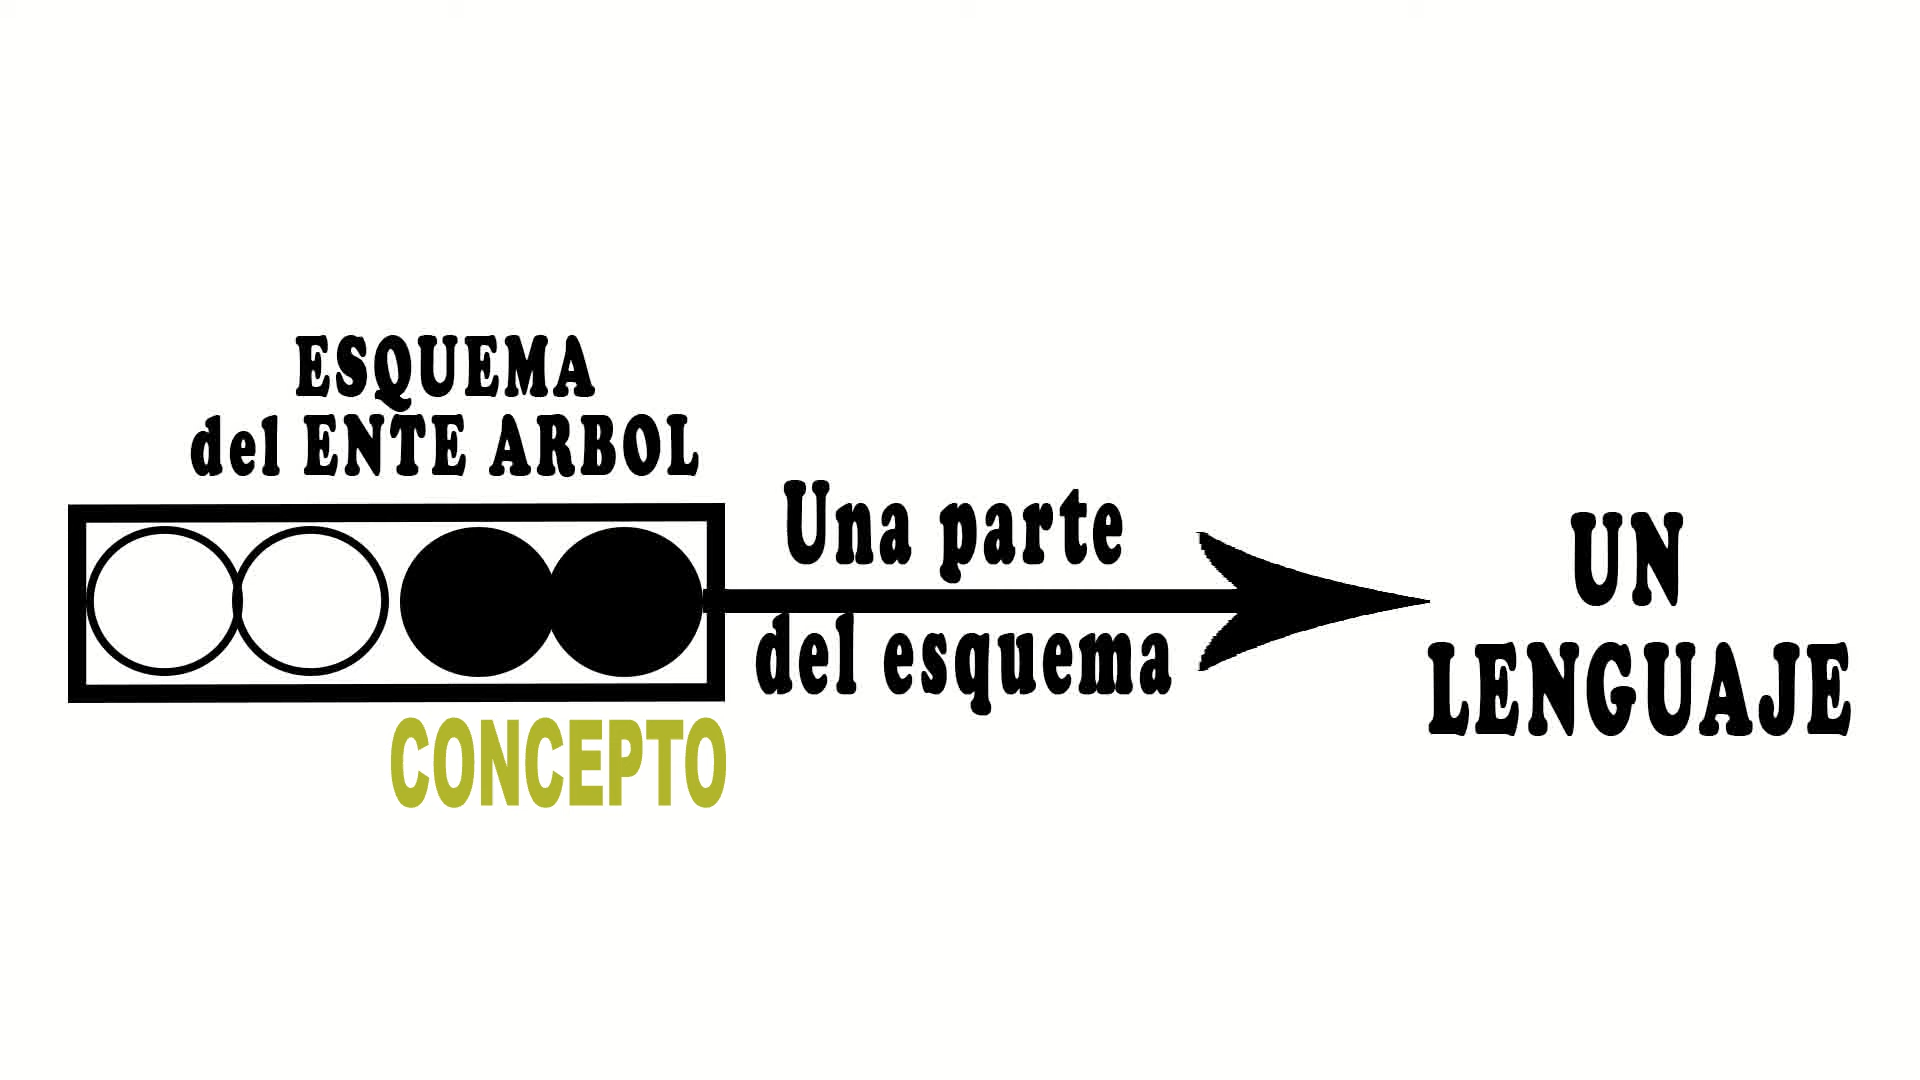 ESQUEMA
del ENTE ARBOL
Una parte
del esquema
UN
LENGUAJE
CONCEPTO